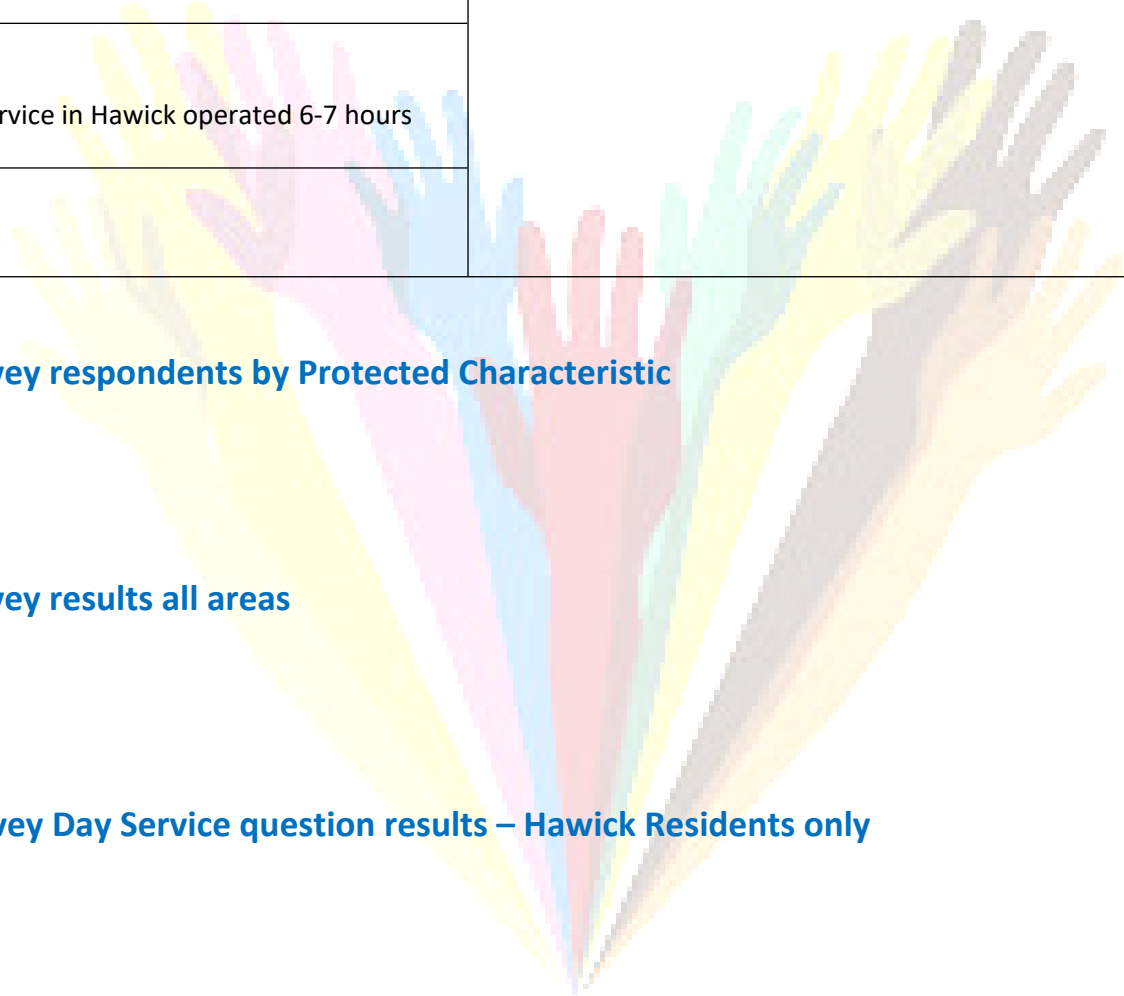 rvice in Hawick operated 6-7 hours
vey respondents by Protected Characteristic
vey results all areas
vey Day Service question results – Hawick Residents only